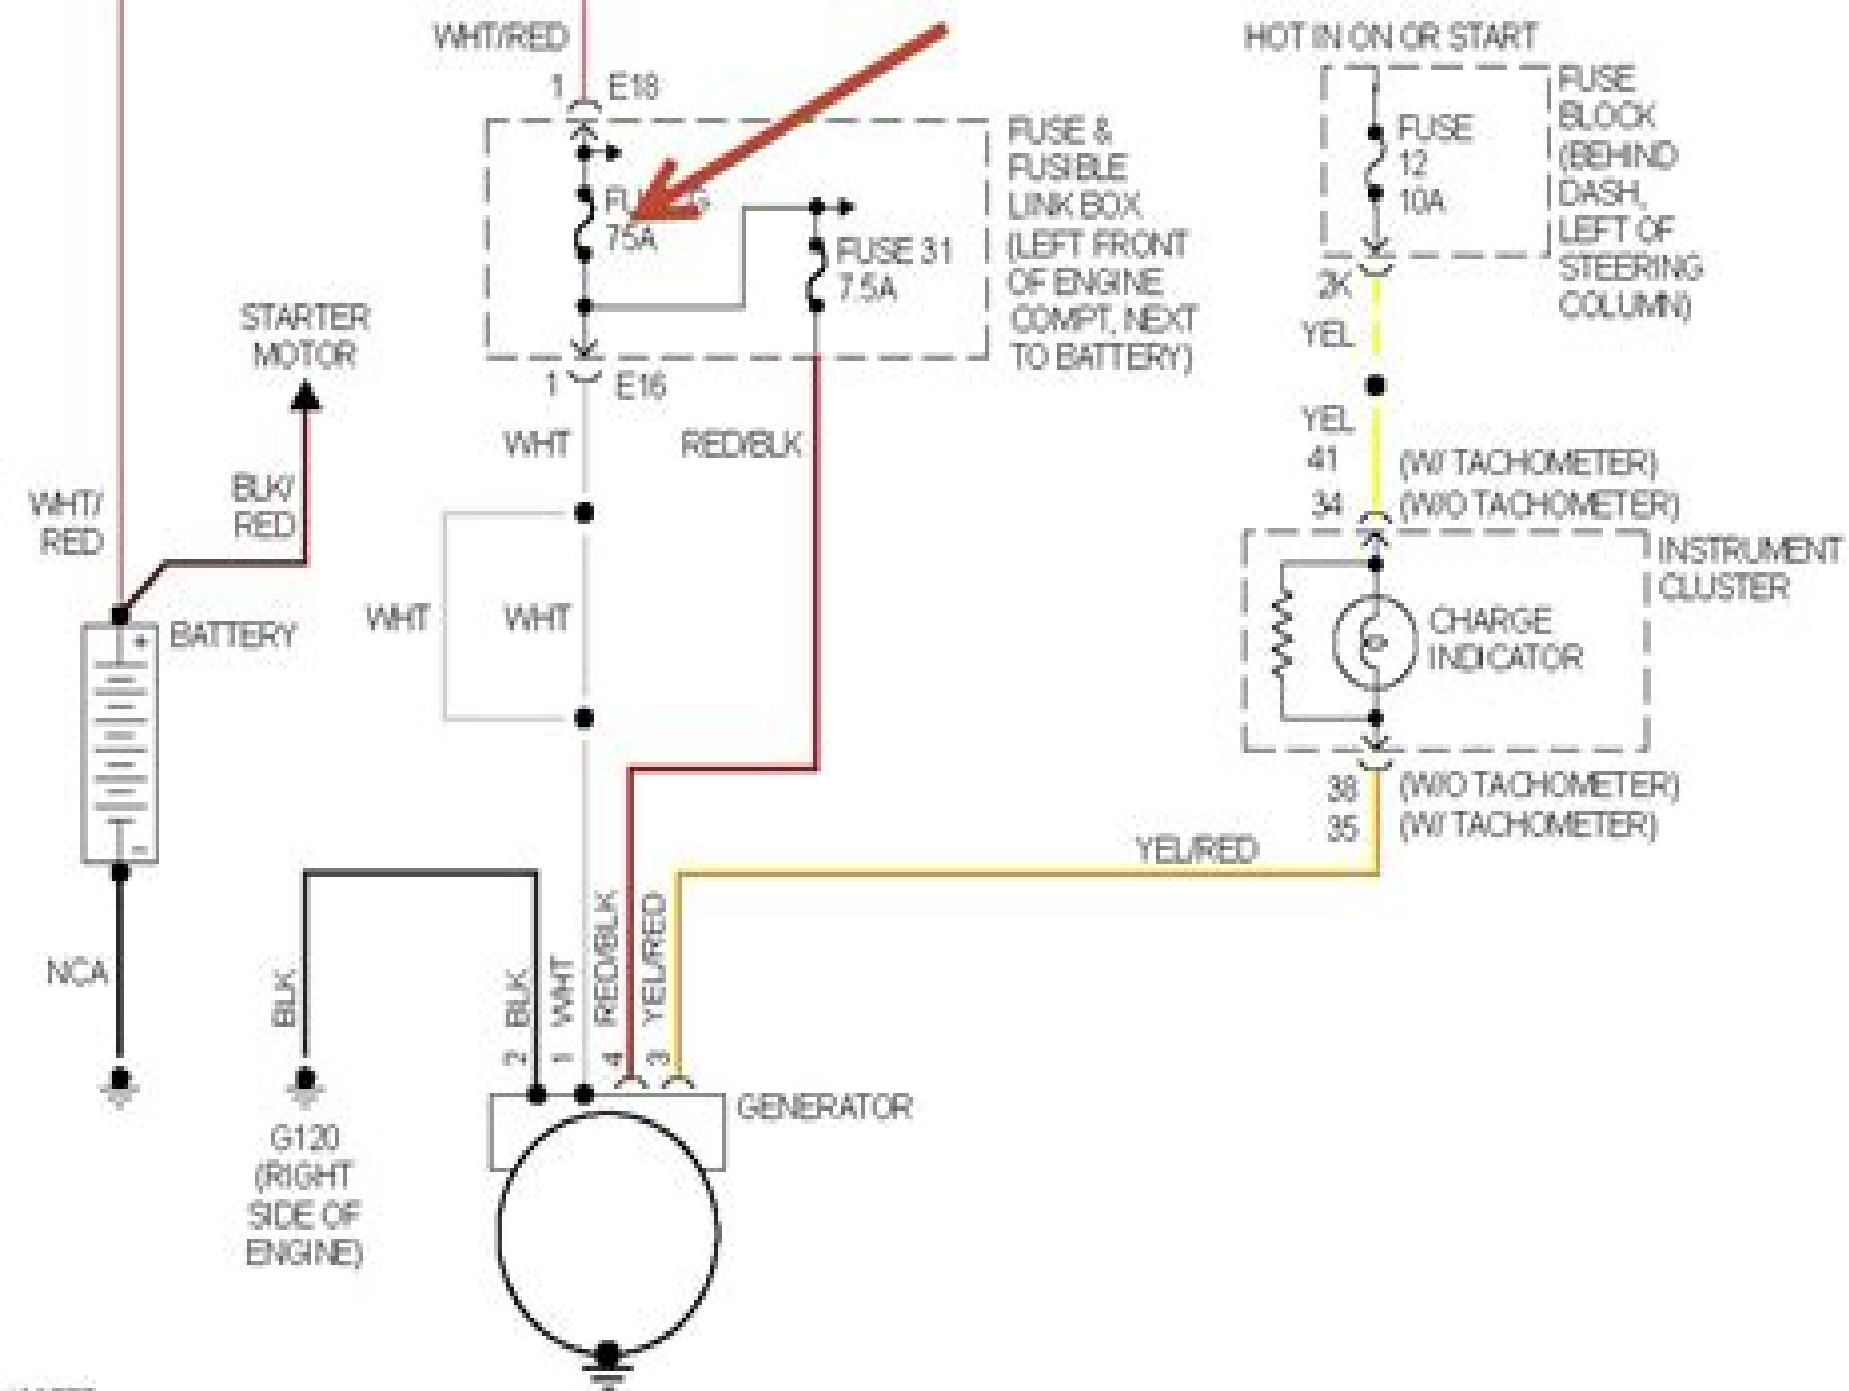 WHT/RED
1 E18
HOT IN ON OR START
FUSE &
FUSIBLE
LINK BOX
(LEFT FRONT
OF ENGINE
COMPT, NEXT
TO BATTERY)
75A
FUSE 31
7.5A
FUSE
12
10A
FUSE
BLOCK
(BEHIND
DASH,
LEFT OF
STEERING
COLUMN)
2K
YEL
YEL
41 (W/ TACHOMETER)
34 (W/O TACHOMETER)
STARTER
MOTOR
1 E16
WHT
RED/BLK
WHT/
RED
BLK/
RED
BATTERY
+
-
WHT
WHT
INSTRUMENT
CLUSTER
CHARGE
INDICATOR
38 (W/O TACHOMETER)
35 (W/ TACHOMETER)
YEL/RED
NCA
BLK
2 BLK
1 WHT
4 RED/BLK
3 YEL/RED
GENERATOR
G120
(RIGHT
SIDE OF
ENGINE)